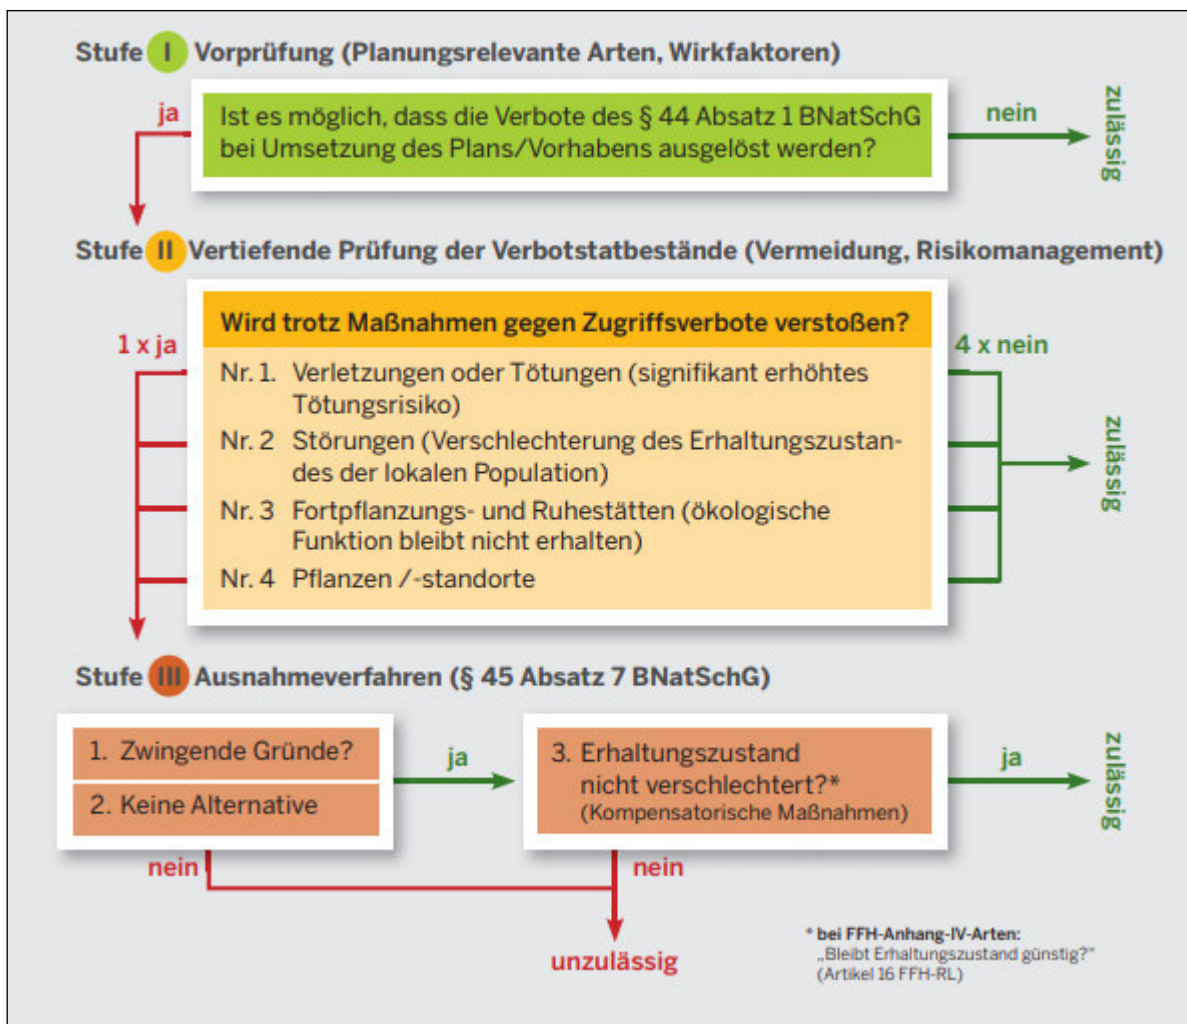 Stufe I Vorprüfung (Planungsrelevante Arten, Wirkfaktoren)
ja
Ist es möglich, dass die Verbote des § 44 Absatz 1 BNatSchG
bei Umsetzung des Plans/Vorhabens ausgelöst werden?
nein
zulässig
Stufe II Vertiefende Prüfung der Verbotstatbestände (Vermeidung, Risikomanagement)
Wird trotz Maßnahmen gegen Zugriffsverbote verstoßen?
1 x ja
4 x nein
Nr. 1. Verletzungen oder Tötungen (signifikant erhöhtes
Tötungsrisiko)
Nr. 2 Störungen (Verschlechterung des Erhaltungszustan-
des der lokalen Population)
Nr. 3 Fortpflanzungs- und Ruhestätten (ökologische
Funktion bleibt nicht erhalten)
Nr. 4 Pflanzen /-standorte
zulässig
Stufe III Ausnahmeverfahren (§ 45 Absatz 7 BNatSchG)
1. Zwingende Gründe?
2. Keine Alternative
ja
3. Erhaltungszustand
nicht verschlechtert?*
(Kompensatorische Maßnahmen)
ja
zulässig
nein
nein
unzulässig
* bei FFH-Anhang-IV-Arten:
„Bleibt Erhaltungszustand günstig?"
(Artikel 16 FFH-RL)